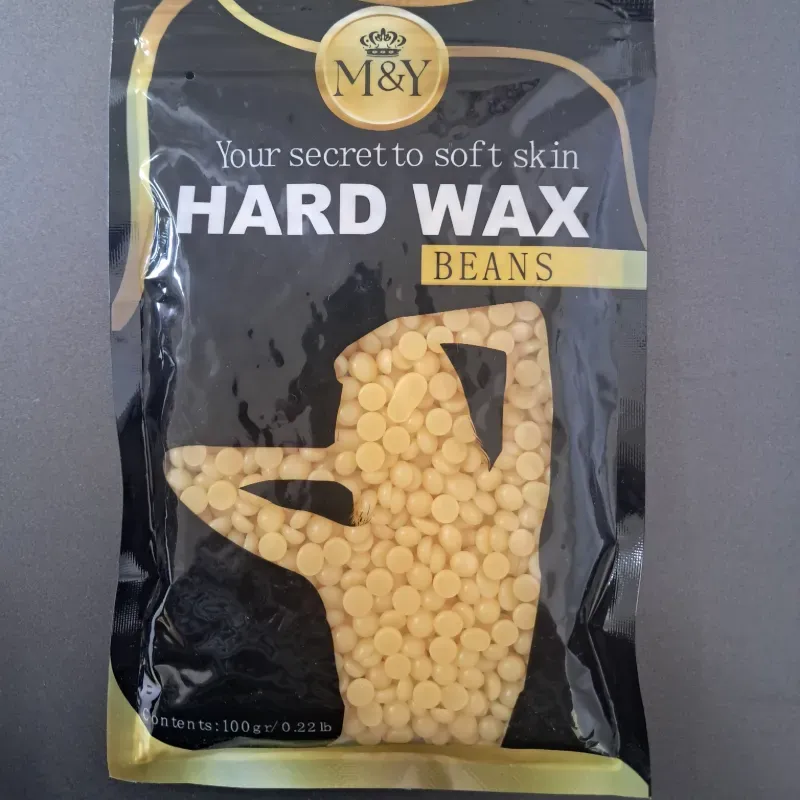 M&Y
Your secret to soft skin
HARD WAX
BEANS
Contents:100gr/0.22lb